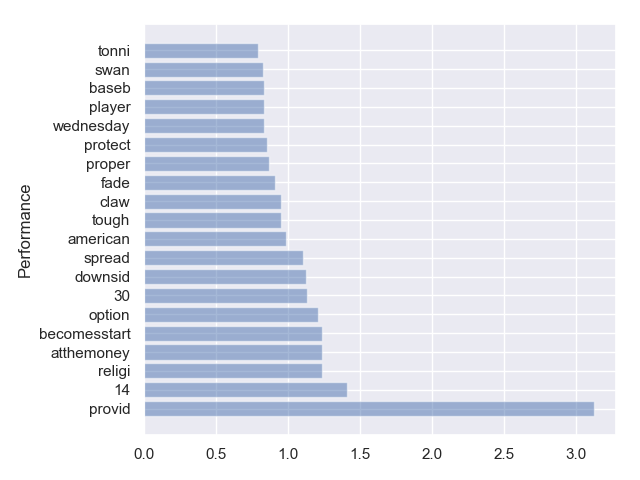 tonni
swan
baseb
player
wednesday
protect
proper
fade
claw
tough
american
spread
downsid
30
option
becomesstart
atthemoney
religi
14
provid
Performance
0.0 0.5 1.0 1.5 2.0 2.5 3.0